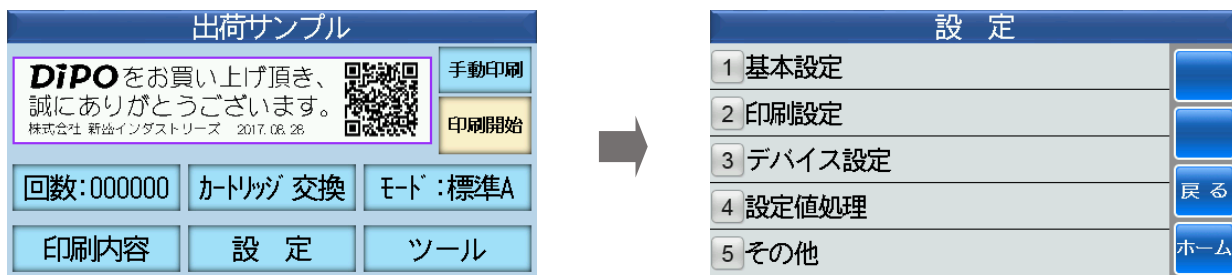 出荷サンプル
DiPOをお買い上げ頂き、
誠にありがとうございます。
株式会社 新盛インダストリーズ 2017.08.28
手動印刷
印刷開始
回数:000000
ｶｰﾄﾘｯｼﾞ 交換
ﾓｰﾄﾞ:標準A
印刷内容
設 定
ツール
設 定
1 基本設定
2 印刷設定
3 デバイス設定
4 設定値処理
5 その他
戻 る
ホーム